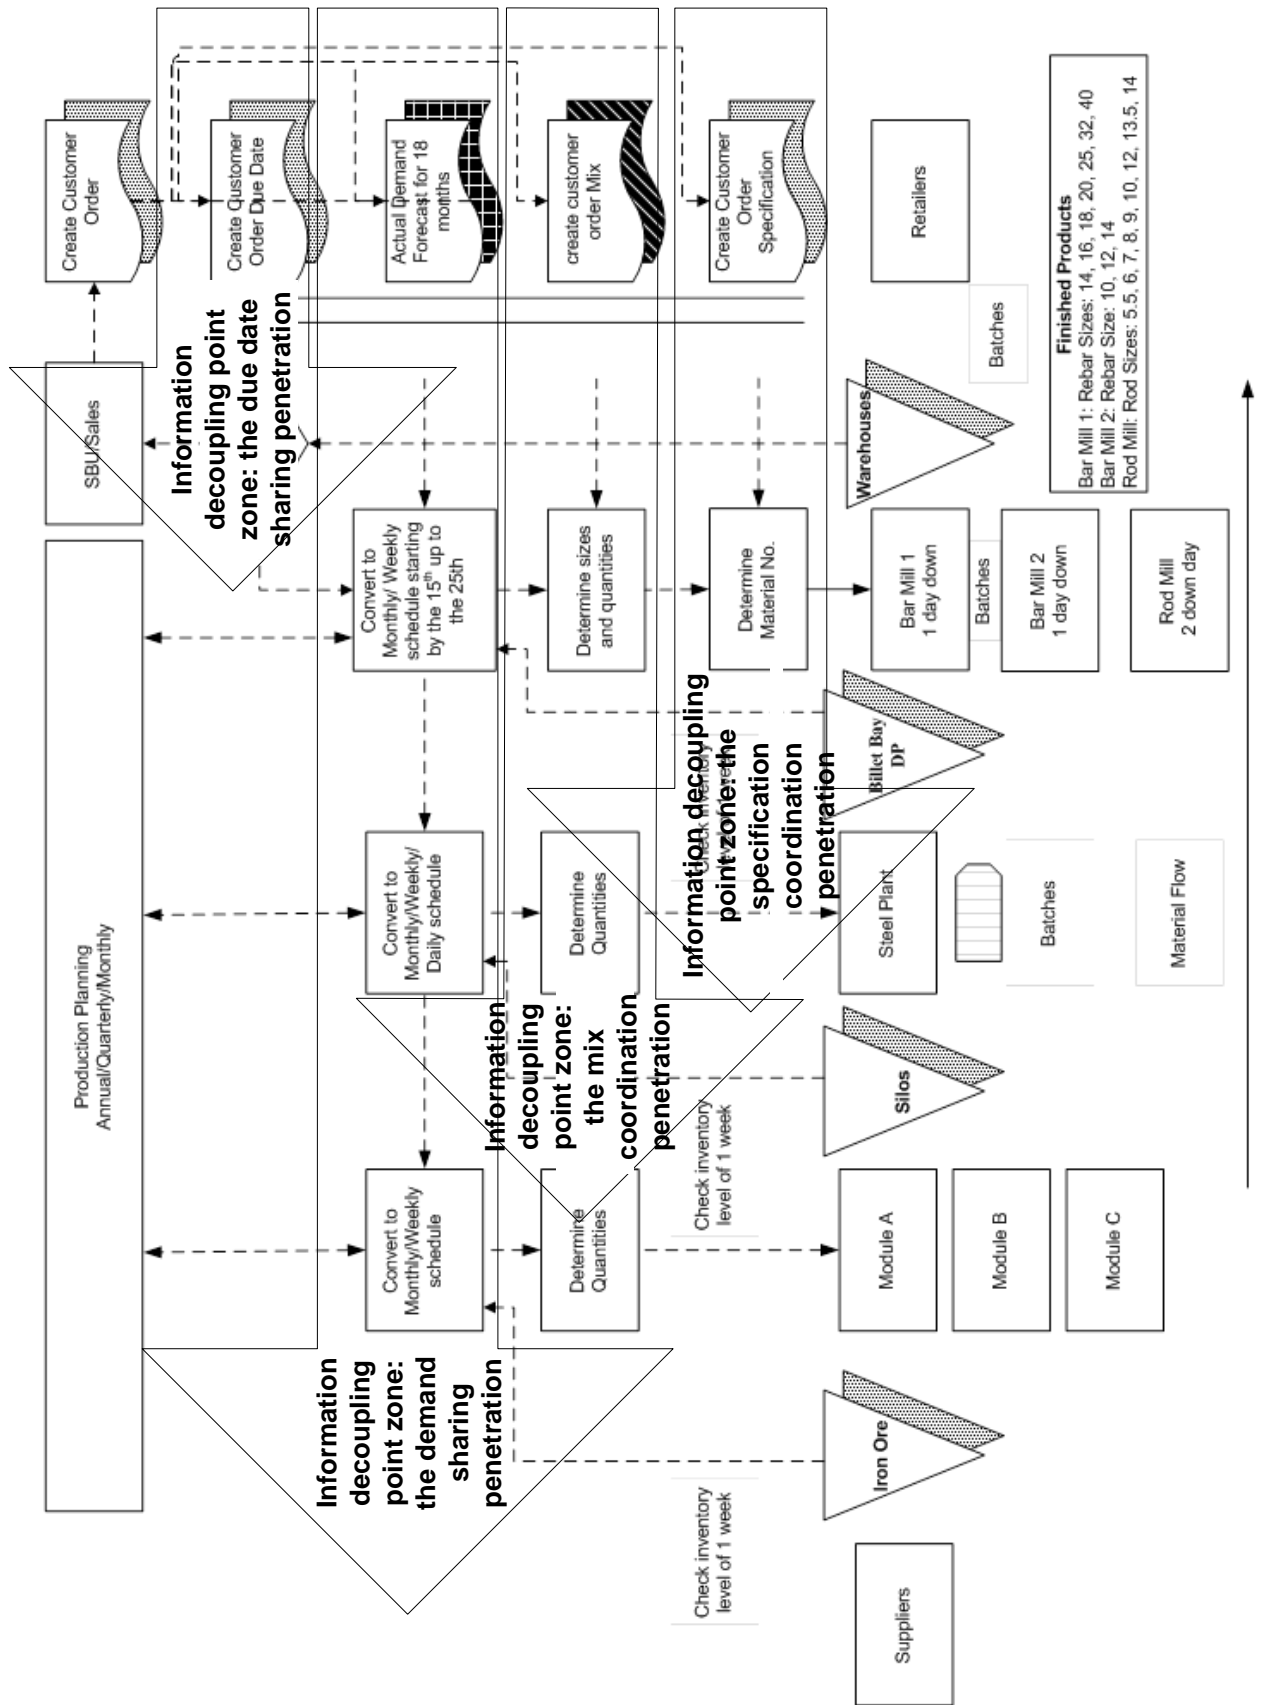 Production Planning
Annual/Quarterly/Monthly
SBU/Sales
Create Customer
Order
Information
decoupling point
zone: the due date
sharing penetration
Create Customer
Order Due Date
Information
decoupling
point zone:
the demand
sharing
penetration
Convert to
Monthly/Weekly
schedule
Convert to
Monthly/Weekly/
Daily schedule
Convert to
Monthly/ Weekly
schedule starting
by the 15th up to
the 25th
Actual Demand
Forecast for 18
months
Information
decoupling
point zone:
the mix
coordination
penetration
Determine
Quantities
Determine
Quantities
Determine sizes
and quantities
create customer
order Mix
Check inventory
level of 1 week
Check inventory
level of 1 week
Check inventory
level of 1 week
Information decoupling
point zone: the
specification
coordination
penetration
Determine
Material No.
Create Customer
Order
Specification
Suppliers
Iron Ore
Module A
Module B
Module C
Silos
Steel Plant
Batches
Material Flow
Billet Bay
DP
Bar Mill 1
1 day down
Batches
Bar Mill 2
1 day down
Rod Mill
2 down day
Warehouses
Batches
Retailers
Finished Products
Bar Mill 1: Rebar Sizes: 14, 16, 18, 20, 25, 32, 40
Bar Mill 2: Rebar Size: 10, 12, 14
Rod Mill: Rod Sizes: 5.5, 6, 7, 8, 9, 10, 12, 13.5, 14